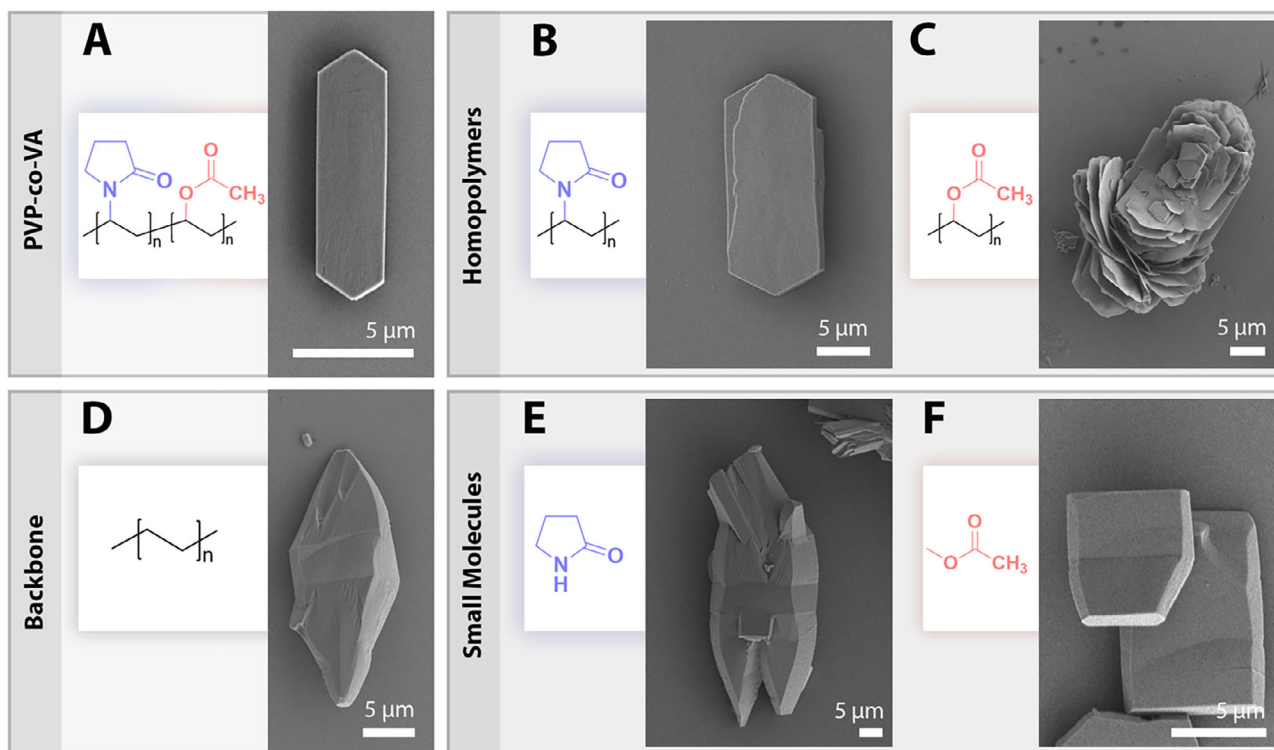 PVP-co-VA
A
O
N
O
O
CH3
n
n
5 µm
Homopolymers
B
N
O
n
5 µm
C
O
O
CH3
n
5 µm
Backbone
D
n
5 µm
Small Molecules
E
N
H
O
5 µm
F
O
O
CH3
5 µm